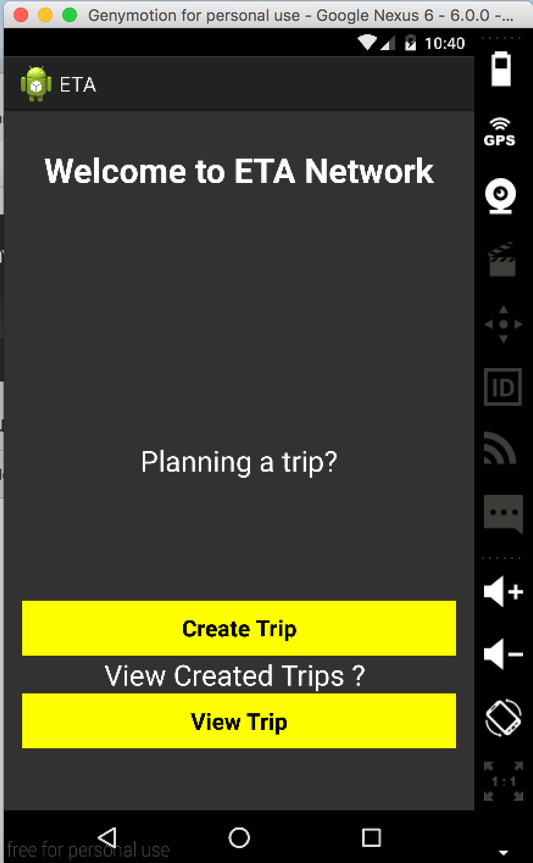 Genymotion for personal use - Google Nexus 6 - 6.0.0 -...
10:40
ETA
GPS
Welcome to ETA Network
ID
Planning a trip?
Create Trip
View Created Trips ?
View Trip
1:1
free for personal use